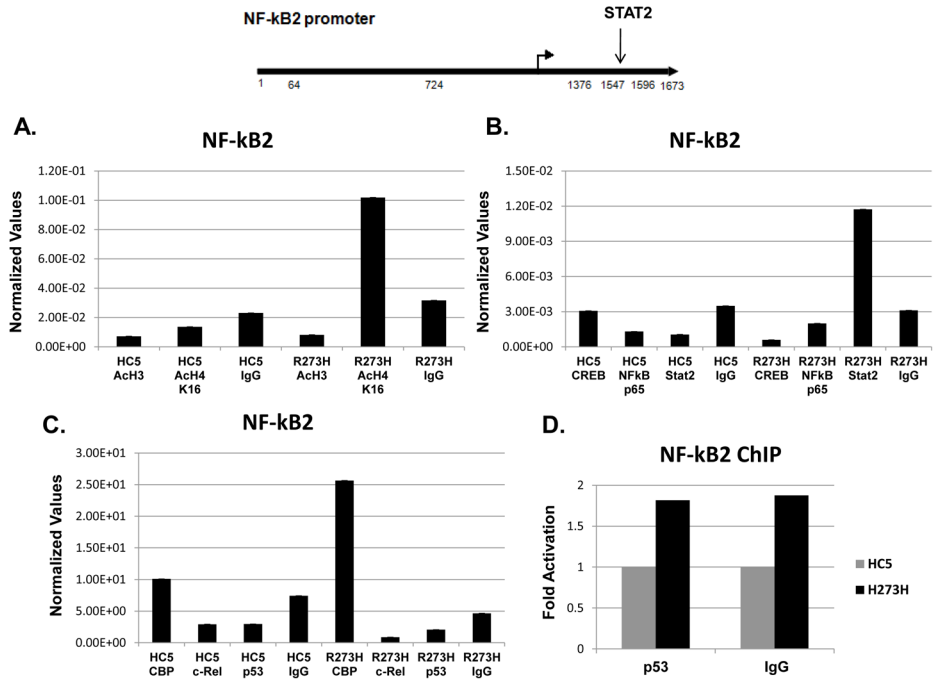 NF-kB2 promoter
STAT2
1 64 724 1376 1547 1596 1673
A.
NF-kB2
Normalized Values
1.20E-01
1.00E-01
8.00E-02
6.00E-02
4.00E-02
2.00E-02
0.00E+00
HC5 AcH3
HC5 AcH4 K16
HC5 IgG
R273H AcH3
R273H AcH4 K16
R273H IgG
B.
NF-kB2
Normalized Values
1.50E-02
1.20E-02
9.00E-03
6.00E-03
3.00E-03
0.00E+00
HC5 CREB
HC5 NFkB p65
HC5 Stat2
HC5 IgG
R273H CREB
R273H NFkB p65
R273H Stat2
R273H IgG
C.
NF-kB2
Normalized Values
3.00E+01
2.50E+01
2.00E+01
1.50E+01
1.00E+01
5.00E+00
0.00E+00
HC5 CBP
HC5 c-Rel
HC5 p53
HC5 IgG
R273H CBP
R273H c-Rel
R273H p53
R273H IgG
D.
NF-kB2 ChIP
Fold Activation
2
1.5
1
0.5
0
p53
IgG
HC5
H273H